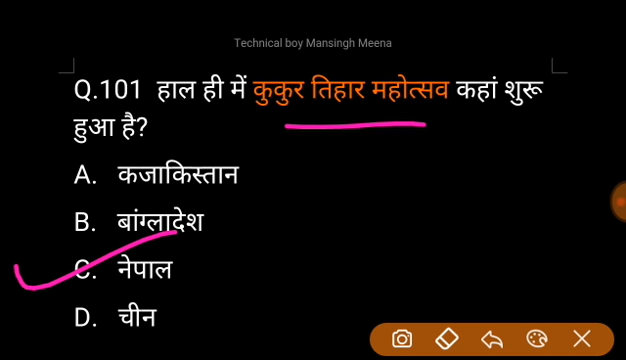 Technical boy Mansingh Meena
Q.101 हाल ही में कुकुर तिहार महोत्सव कहां शुरू
हुआ है?
A. कजाकिस्तान
B. बांग्लादेश
C. नेपाल
D. चीन